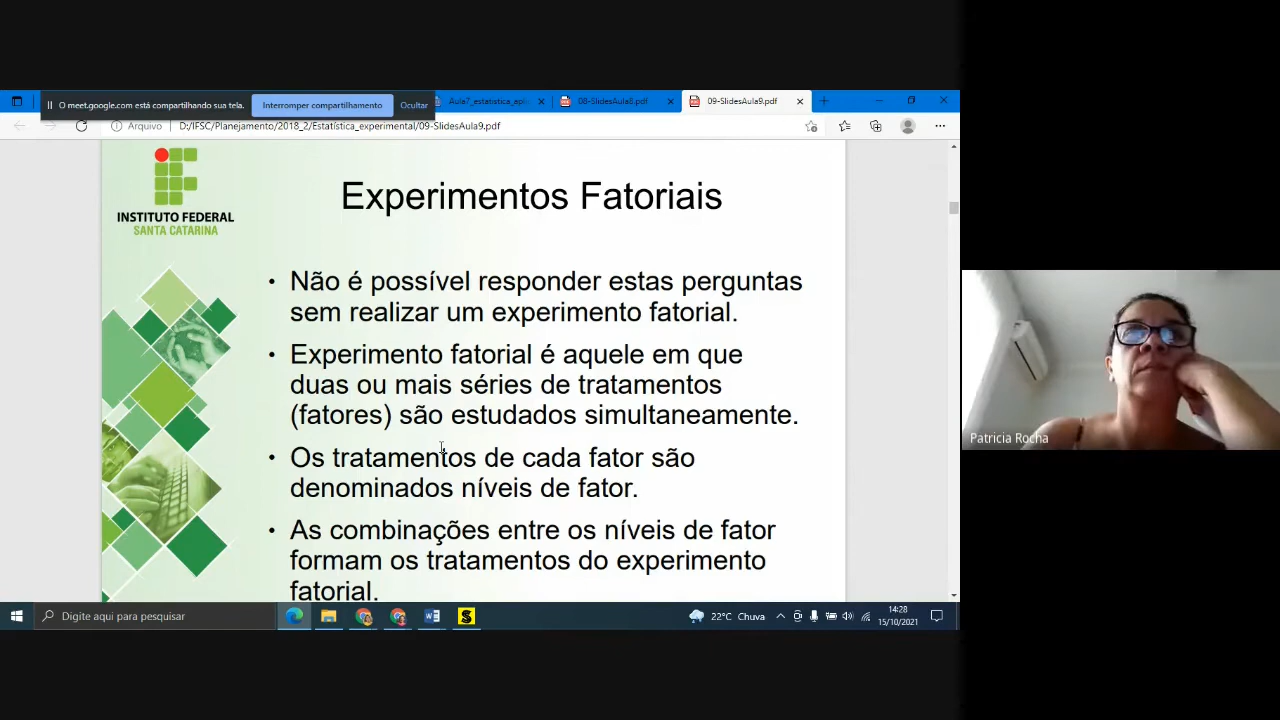 O meet.google.com está compartilhando sua tela.
Interromper compartilhamento
Ocultar
Aula7_estatistica_apli
08-SlidesAula8.pdf
09-SlidesAula9.pdf
Arquivo
D:/IFSC/Planejamento/2018_2/Estatística_experimental/09-SlidesAula9.pdf
INSTITUTO FEDERAL
SANTA CATARINA
Experimentos Fatoriais
• Não é possível responder estas perguntas
sem realizar um experimento fatorial.
• Experimento fatorial é aquele em que
duas ou mais séries de tratamentos
(fatores) são estudados simultaneamente.
• Os tratamentos de cada fator são
denominados níveis de fator.
• As combinações entre os níveis de fator
formam os tratamentos do experimento
fatorial.
Patricia Rocha
Digite aqui para pesquisar
22°C Chuva
14:28
15/10/2021